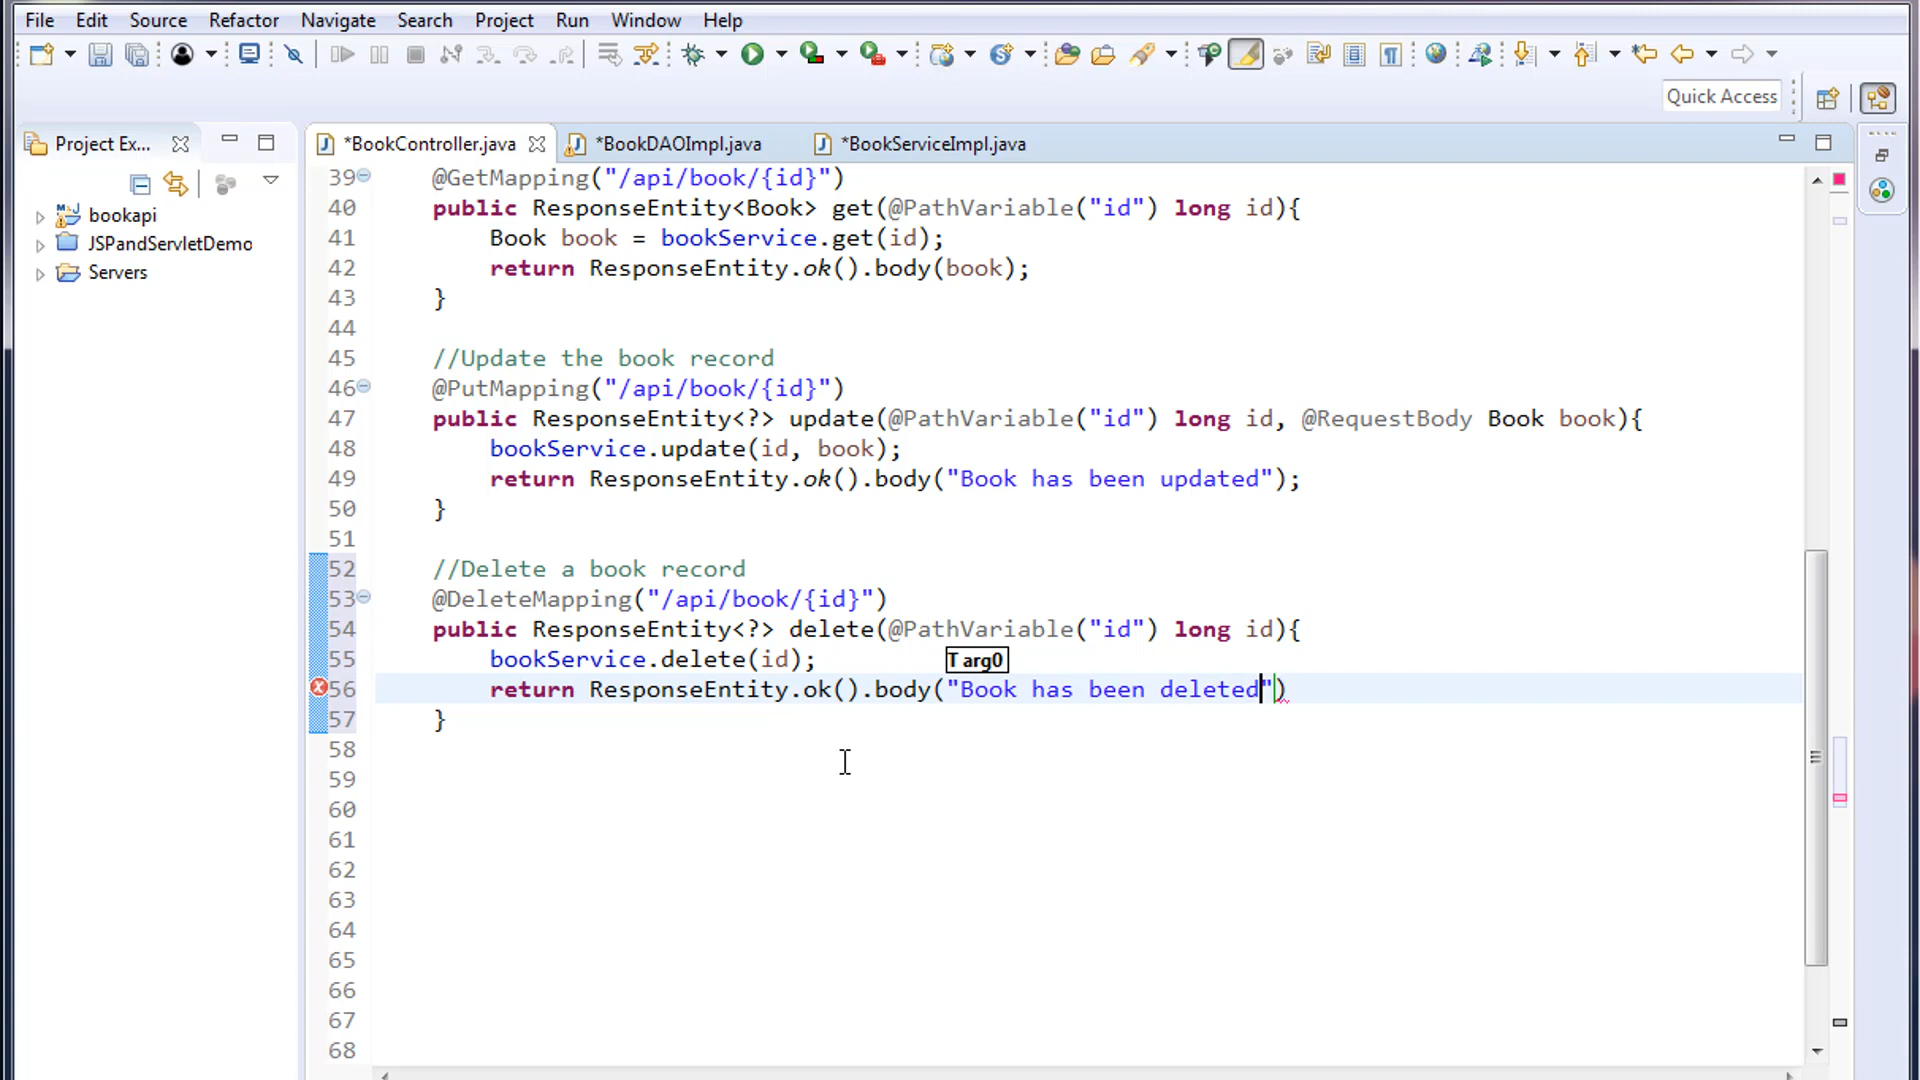 File Edit Source Refactor Navigate Search Project Run Window Help
Quick Access
Project Ex...
*BookController.java *BookDAOImpl.java *BookServiceImpl.java
bookapi
JSPandServletDemo
Servers
39 @GetMapping("/api/book/{id}")
40 public ResponseEntity<Book> get(@PathVariable("id") long id){
41 Book book = bookService.get(id);
42 return ResponseEntity.ok().body(book);
43 }
44
45 //Update the book record
46 @PutMapping("/api/book/{id}")
47 public ResponseEntity<?> update(@PathVariable("id") long id, @RequestBody Book book){
48 bookService.update(id, book);
49 return ResponseEntity.ok().body("Book has been updated");
50 }
51
52 //Delete a book record
53 @DeleteMapping("/api/book/{id}")
54 public ResponseEntity<?> delete(@PathVariable("id") long id){
55 bookService.delete(id); T arg0
56 return ResponseEntity.ok().body("Book has been deleted")
57 }
58
59
60
61
62
63
64
65
66
67
68